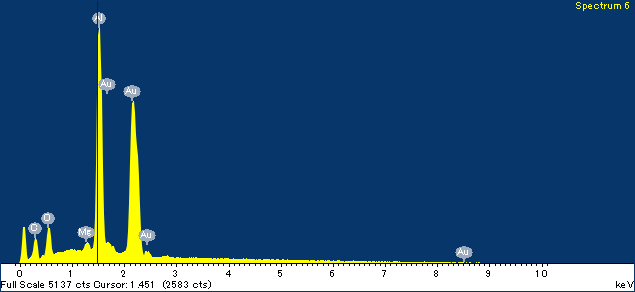 Spectrum 6
Al
Au
Au
O
C
Mg
Au
Au
0 1 2 3 4 5 6 7 8 9 10
Full Scale 5137 cts Cursor: 1.451 (2583 cts) keV